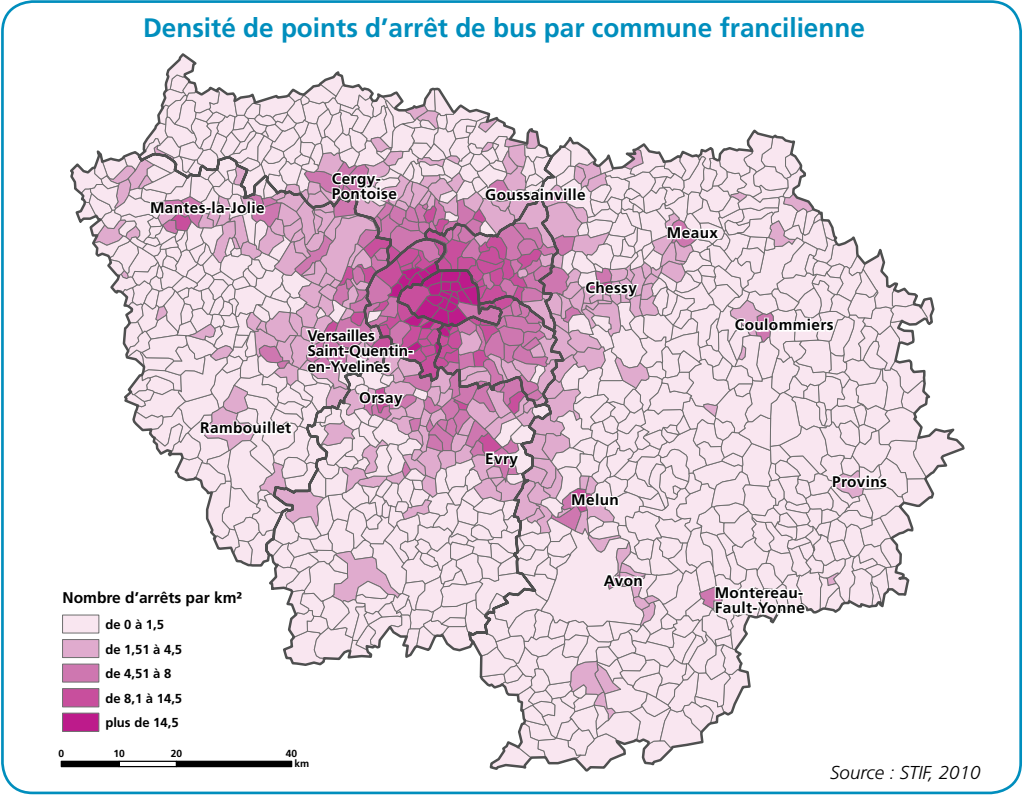 Densité de points d’arrêt de bus par commune francilienne
Cergy-
Pontoise
Goussainville
Mantes-la-Jolie
Meaux
Chessy
Coulommiers
Versailles
Saint-Quentin-
en-Yvelines
Orsay
Rambouillet
Evry
Provins
Melun
Avon
Montereau-
Fault-Yonne
Nombre d’arrêts par km²
de 0 à 1,5
de 1,51 à 4,5
de 4,51 à 8
de 8,1 à 14,5
plus de 14,5
0 10 20 40
km
Source : STIF, 2010